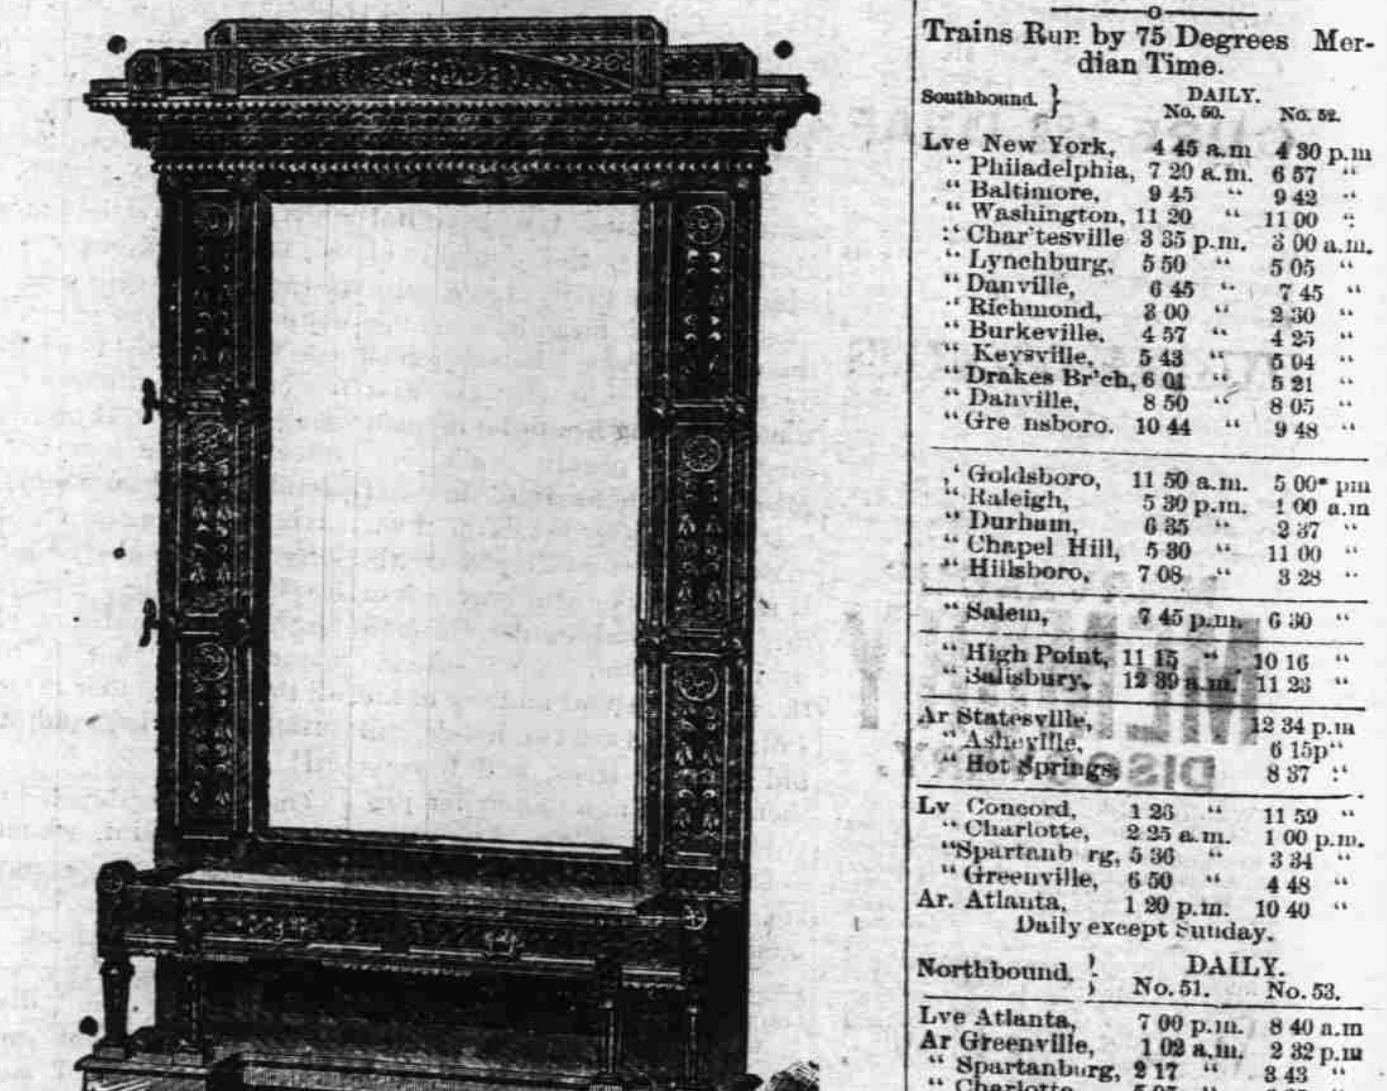 Trains Run by 75 Degrees Mer-
dian Time.
Southbound. } DAILY.
No. 50. No. 52.
Lve New York, 4 45 a.m 4 30 p.m
“ Philadelphia, 7 20 a.m. 6 57 “
“ Baltimore, 9 45 “ 9 42 “
“ Washington, 11 20 “ 11 00 “
“ Char'tesville 3 35 p.m. 3 00 a.m.
“ Lynchburg, 5 50 “ 5 05 “
“ Danville, 6 45 “ 7 45 “
“ Richmond, 3 00 “ 2 30 “
“ Burkeville, 4 57 “ 4 25 “
“ Keysville, 5 43 “ 5 04 “
“ Drakes Br'ch, 6 01 “ 5 21 “
“ Danville, 8 50 “ 8 05 “
“ Gre nsboro. 10 44 “ 9 48 “
“ Goldsboro, 11 50 a.m. 5 00* pm
“ Raleigh, 5 30 p.m. 1 00 a.m
“ Durham, 6 35 “ 2 37 “
“ Chapel Hill, 5 30 “ 11 00 “
“ Hillsboro, 7 08 “ 3 28 “
“ Salem, 7 45 p.m. 6 30 “
“ High Point, 11 15 “ 10 16 “
“ Salisbury, 12 39 a.m. 11 23 “
Ar Statesville, 12 34 p.m
“ Asheville, 6 15p“
“ Hot Springs, 8 37 “
Lv Concord, 1 26 “ 11 59 “
“ Charlotte, 2 25 a.m. 1 00 p.m.
“Spartanb rg, 5 36 “ 3 34 “
“ Greenville, 6 50 “ 4 48 “
Ar. Atlanta, 1 20 p.m. 10 40 “
Daily except Sunday.
Northbound. } DAILY.
No. 51. No. 53.
Lve Atlanta, 7 00 p.m. 8 40 a.m
Ar Greenville, 1 02 a.m. 2 32 p.m
“ Spartanburg, 2 17 “ 3 43 “
“ Charlotte